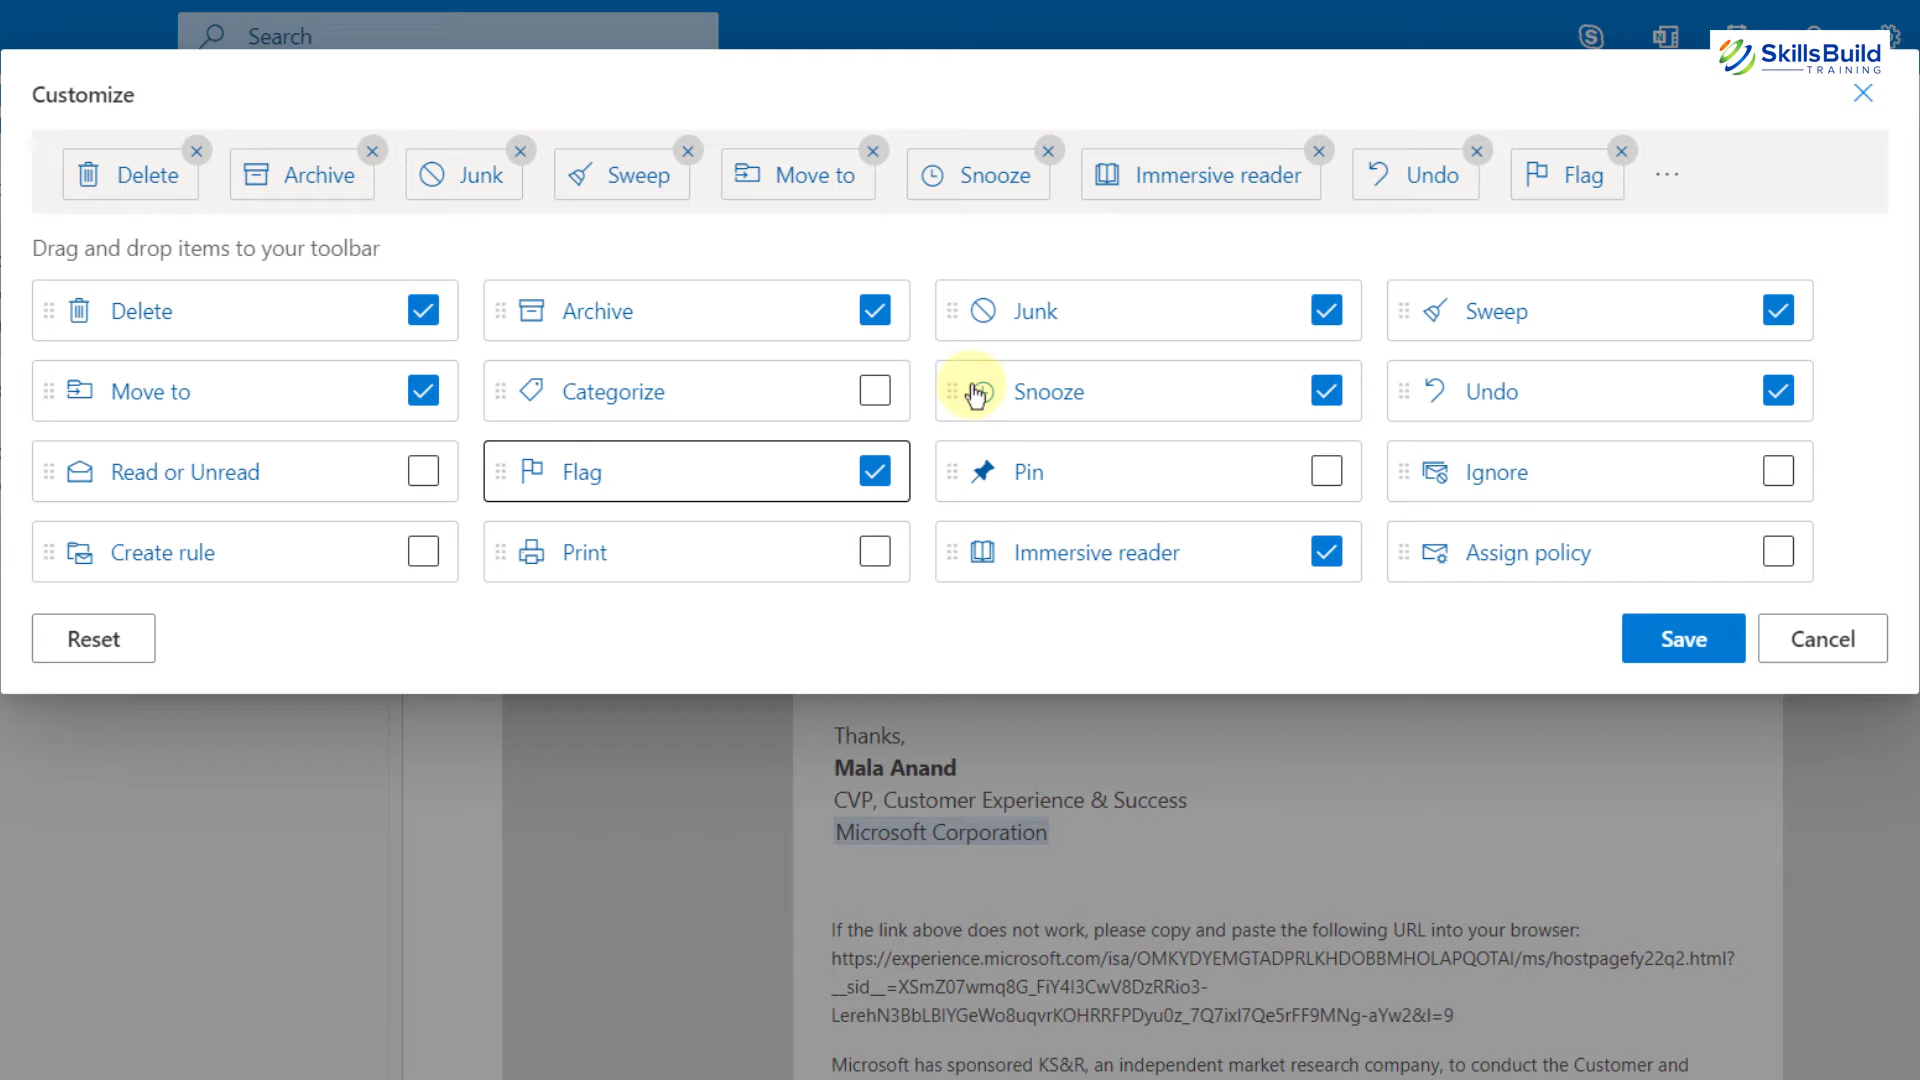 Search
SkillsBuild
TRAINING
Customize
Delete Archive Junk Sweep Move to Snooze Immersive reader Undo Flag ...
Drag and drop items to your toolbar
Delete Archive Junk Sweep
Move to Categorize Snooze Undo
Read or Unread Flag Pin Ignore
Create rule Print Immersive reader Assign policy
Reset Save Cancel
Thanks,
Mala Anand
CVP, Customer Experience & Success
Microsoft Corporation
If the link above does not work, please copy and paste the following URL into your browser:
https://experience.microsoft.com/isa/OMKYDYEMGTADPRLKHDOBBMHOLAPQOTAI/ms/hostpagefy22q2.html?
__sid__=XSmZ07wmq8G_FiY4I3CwV8DzRRio3-
LerehN3BbLBIYGeWo8uqvrKOHRRFPDyu0z_7Q7ixI7Qe5rFF9MNg-aYw2&l=9
Microsoft has sponsored KS&R, an independent market research company, to conduct the Customer and